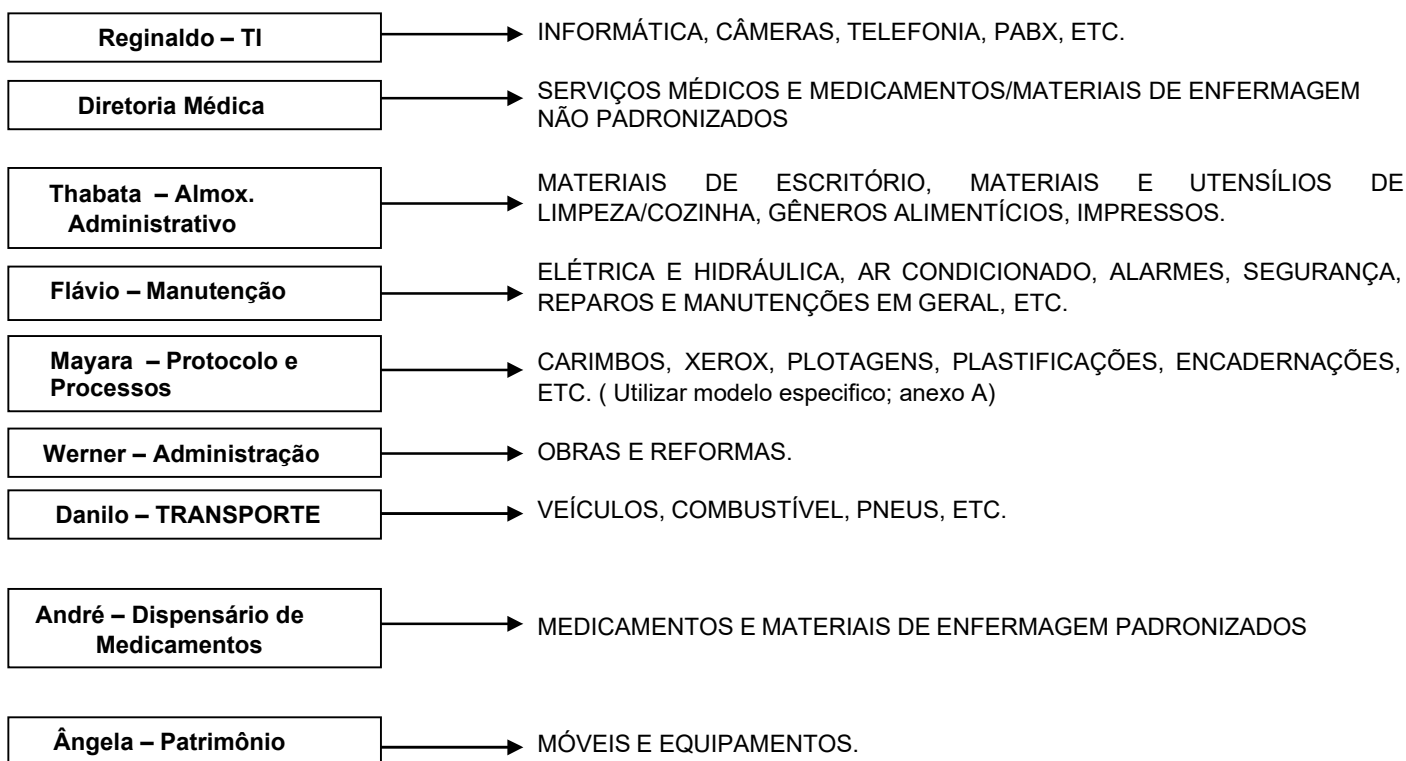 Reginaldo – TI
INFORMÁTICA, CÂMERAS, TELEFONIA, PABX, ETC.
Diretoria Médica
SERVIÇOS MÉDICOS E MEDICAMENTOS/MATERIAIS DE ENFERMAGEM
NÃO PADRONIZADOS
Thabata – Almox.
Administrativo
MATERIAIS DE ESCRITÓRIO, MATERIAIS E UTENSÍLIOS DE
LIMPEZA/COZINHA, GÊNEROS ALIMENTÍCIOS, IMPRESSOS.
Flávio – Manutenção
ELÉTRICA E HIDRÁULICA, AR CONDICIONADO, ALARMES, SEGURANÇA,
REPAROS E MANUTENÇÕES EM GERAL, ETC.
Mayara – Protocolo e
Processos
CARIMBOS, XEROX, PLOTAGENS, PLASTIFICAÇÕES, ENCADERNAÇÕES,
ETC. ( Utilizar modelo especifico; anexo A)
Werner – Administração
OBRAS E REFORMAS.
Danilo – TRANSPORTE
VEÍCULOS, COMBUSTÍVEL, PNEUS, ETC.
André – Dispensário de
Medicamentos
MEDICAMENTOS E MATERIAIS DE ENFERMAGEM PADRONIZADOS
Ângela – Patrimônio
MÓVEIS E EQUIPAMENTOS.